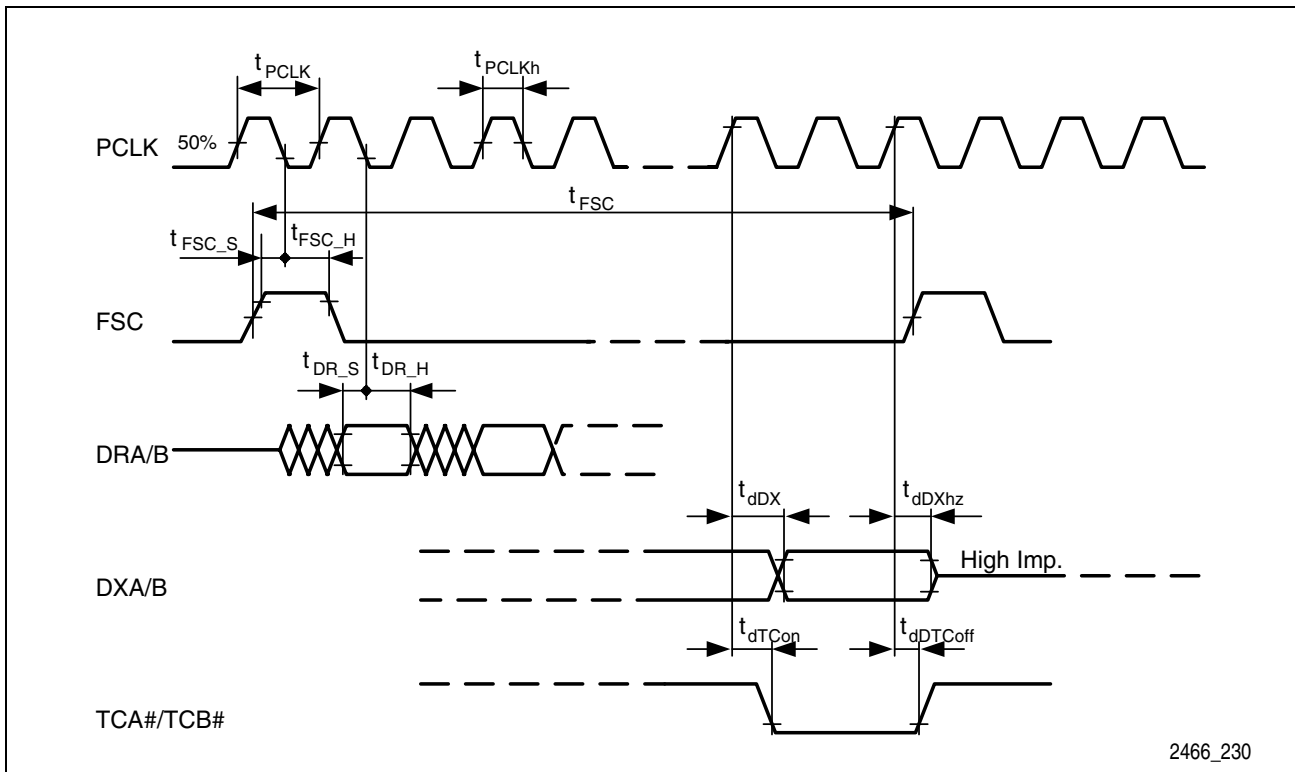 t PCLK
t PCLKh
PCLK 50%
t FSC
t FSC_S t FSC_H
FSC
t DR_S t DR_H
DRA/B
t dDX t dDXhz
High Imp.
DXA/B
t dTCon t dDTCoff
TCA#/TCB#
2466_230